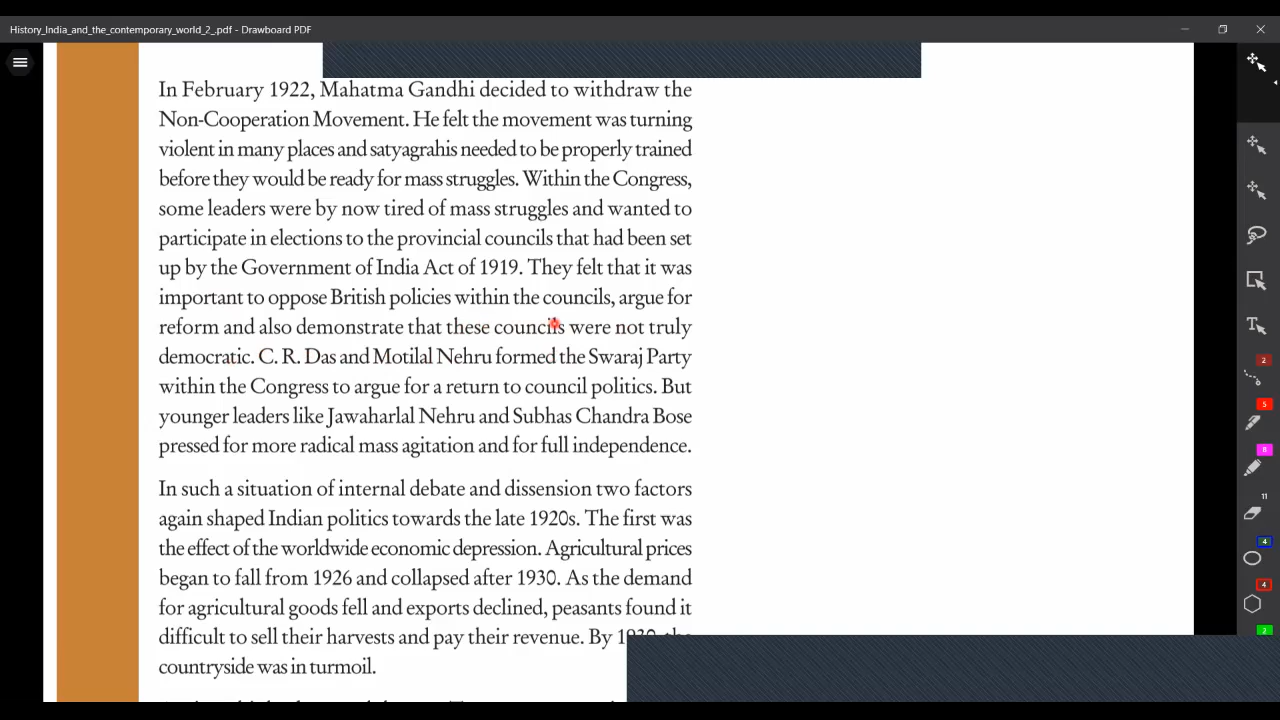 History_India_and_the_contemporary_world_2_.pdf - Drawboard PDF
In February 1922, Mahatma Gandhi decided to withdraw the
Non-Cooperation Movement. He felt the movement was turning
violent in many places and satyagrahis needed to be properly trained
before they would be ready for mass struggles. Within the Congress,
some leaders were by now tired of mass struggles and wanted to
participate in elections to the provincial councils that had been set
up by the Government of India Act of 1919. They felt that it was
important to oppose British policies within the councils, argue for
reform and also demonstrate that these councils were not truly
democratic. C. R. Das and Motilal Nehru formed the Swaraj Party
within the Congress to argue for a return to council politics. But
younger leaders like Jawaharlal Nehru and Subhas Chandra Bose
pressed for more radical mass agitation and for full independence.
In such a situation of internal debate and dissension two factors
again shaped Indian politics towards the late 1920s. The first was
the effect of the worldwide economic depression. Agricultural prices
began to fall from 1926 and collapsed after 1930. As the demand
for agricultural goods fell and exports declined, peasants found it
difficult to sell their harvests and pay their revenue. By 1930, the
countryside was in turmoil.
2
5
8
11
4
4
2